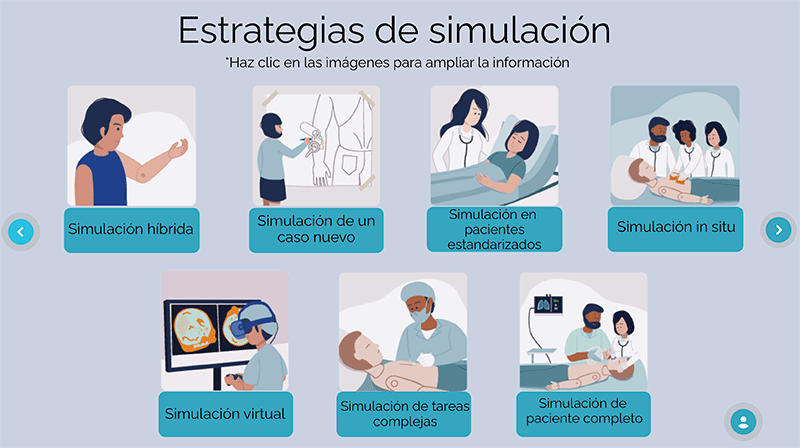 Estrategias de simulación
*Haz clic en las imágenes para ampliar la información
Simulación híbrida
Simulación de un
caso nuevo
Simulación en
pacientes
estandarizados
Simulación in situ
Simulación virtual
Simulación de tareas
complejas
Simulación de
paciente completo